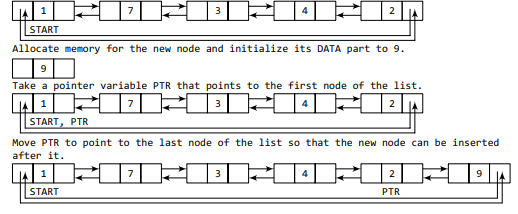 1 7 3 4 2
START
Allocate memory for the new node and initialize its DATA part to 9.
9
Take a pointer variable PTR that points to the first node of the list.
1 7 3 4 2
START, PTR
Move PTR to point to the last node of the list so that the new node can be inserted
after it.
1 7 3 4 2 9
START PTR